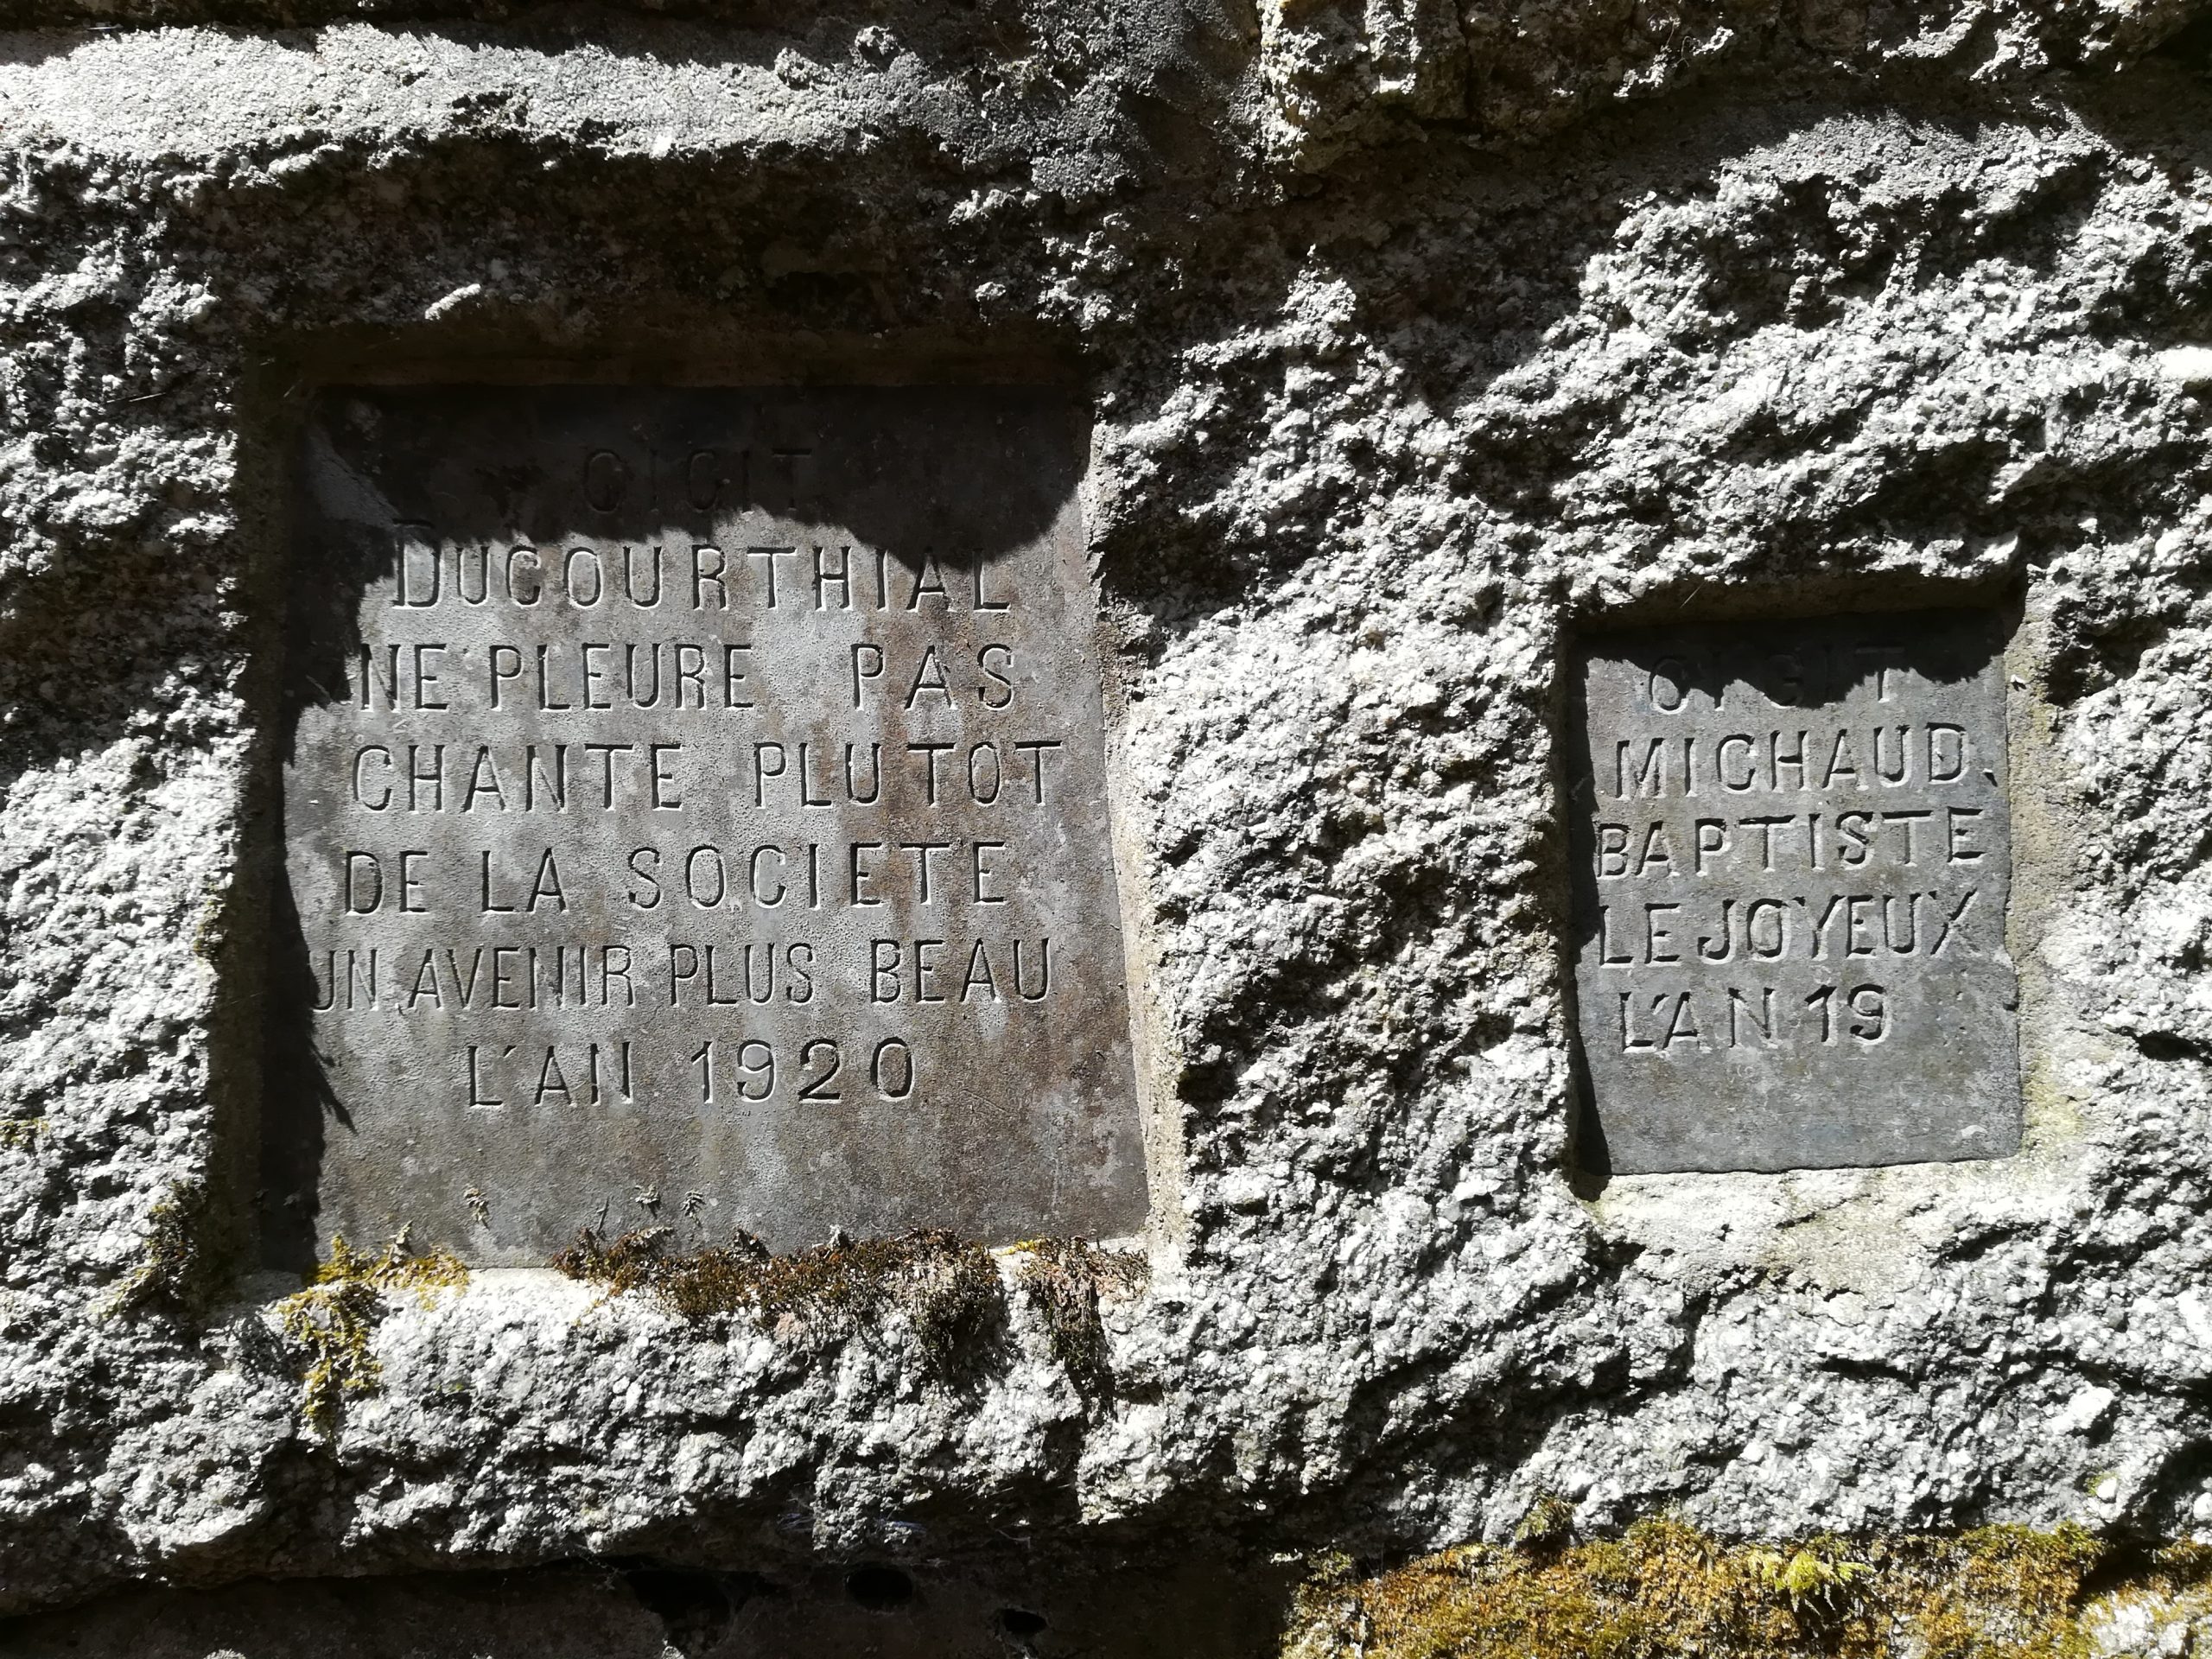 CIGIT
DUCOURTHIAL
NE PLEURE PAS
CHANTE PLUTOT
DE LA SOCIETE
UN AVENIR PLUS BEAU
L'AN 1920
CIGIT
MICHAUD
BAPTISTE
LE JOYEUX
L'AN 19